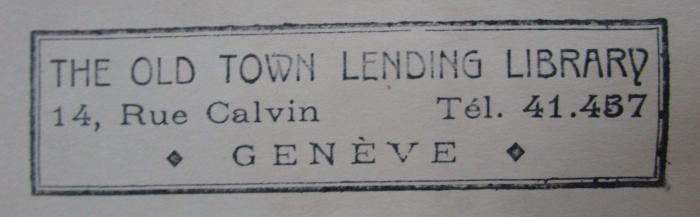 THE OLD TOWN LENDING LIBRARY
14, Rue Calvin Tél. 41.457
◆ GENÈVE ◆